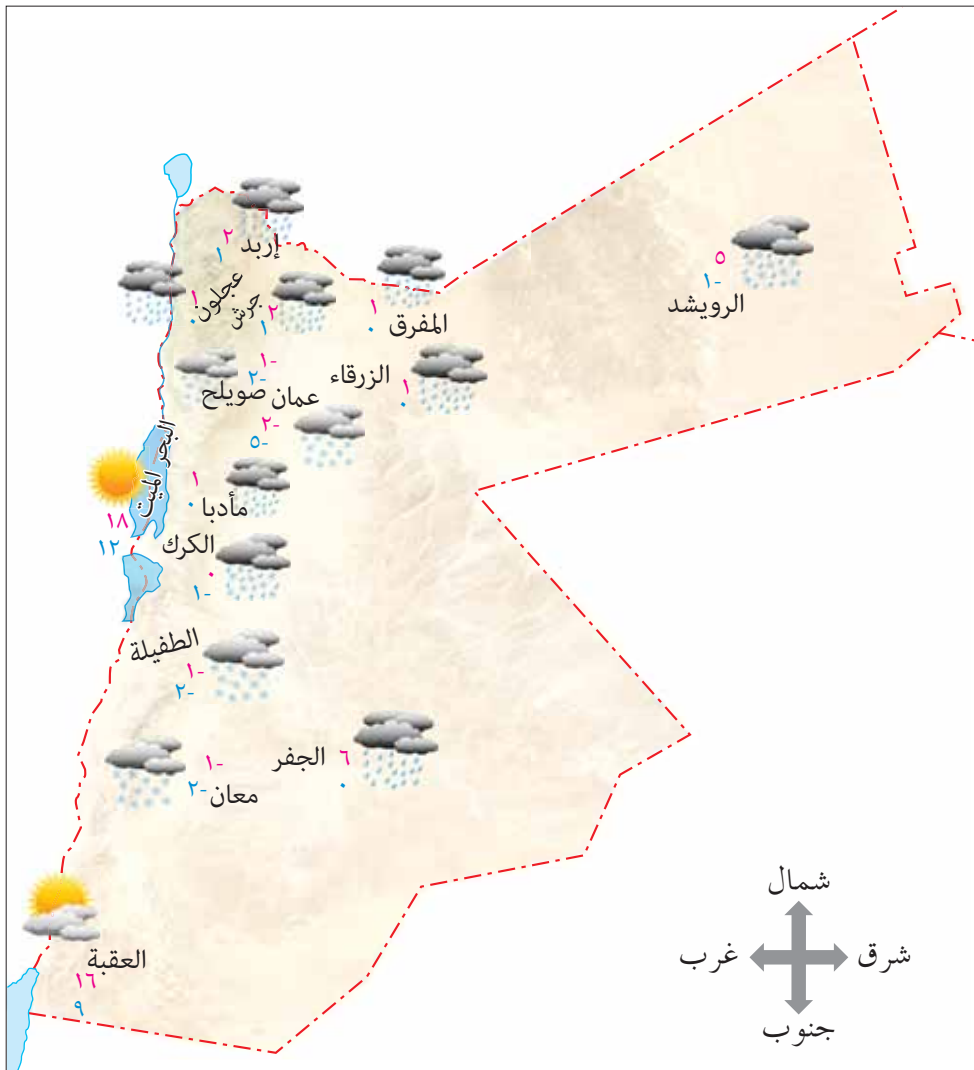 إربد
٢
١
عجلون
١
٠
جرش
٢
١
المفرق
١
٠
الرويشد
٥
-١
صويلح
-١
-٢
عمان
-٢
-٥
الزرقاء
١
٠
البحر الميت
١٨
١٢
مأدبا
١
٠
الكرك
٠
-١
الطفيلة
-١
-٢
معان
-١
-٢
الجفر
٦
٠
العقبة
١٦
٩
شمال
شرق
غرب
جنوب